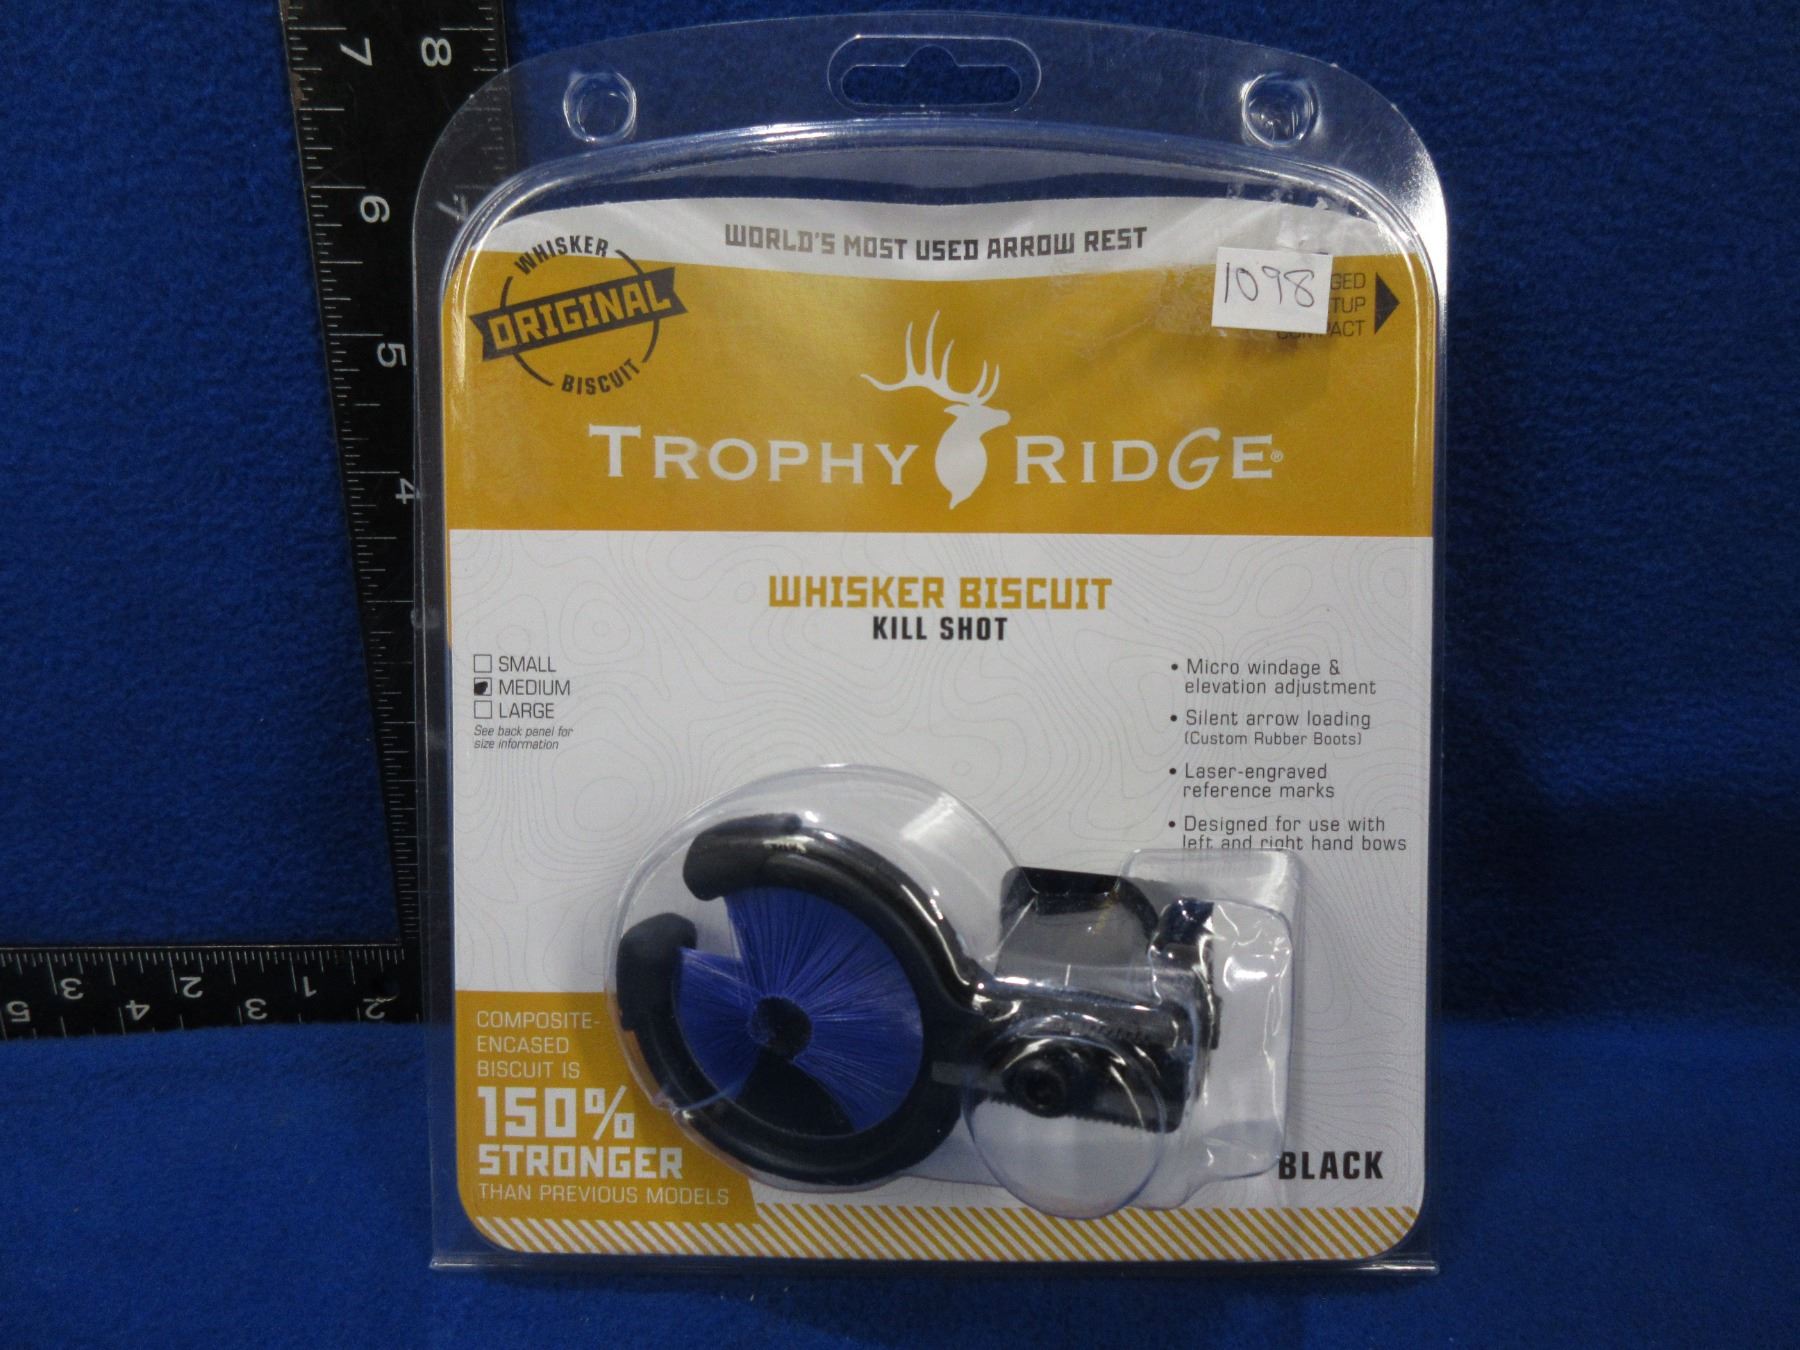 WORLD'S MOST USED ARROW REST
WHISKER
ORIGINAL
BISCUIT
1098
TROPHY RIDGE®
WHISKER BISCUIT
KILL SHOT
SMALL
MEDIUM
LARGE
See back panel for
size information
• Micro windage &
elevation adjustment
• Silent arrow loading
(Custom Rubber Boots)
• Laser-engraved
reference marks
• Designed for use with
left and right hand bows
COMPOSITE-
ENCASED
BISCUIT IS
150%
STRONGER
THAN PREVIOUS MODELS
BLACK
7 8
6 7
5
4
3
5 3 4 2 3 1 2